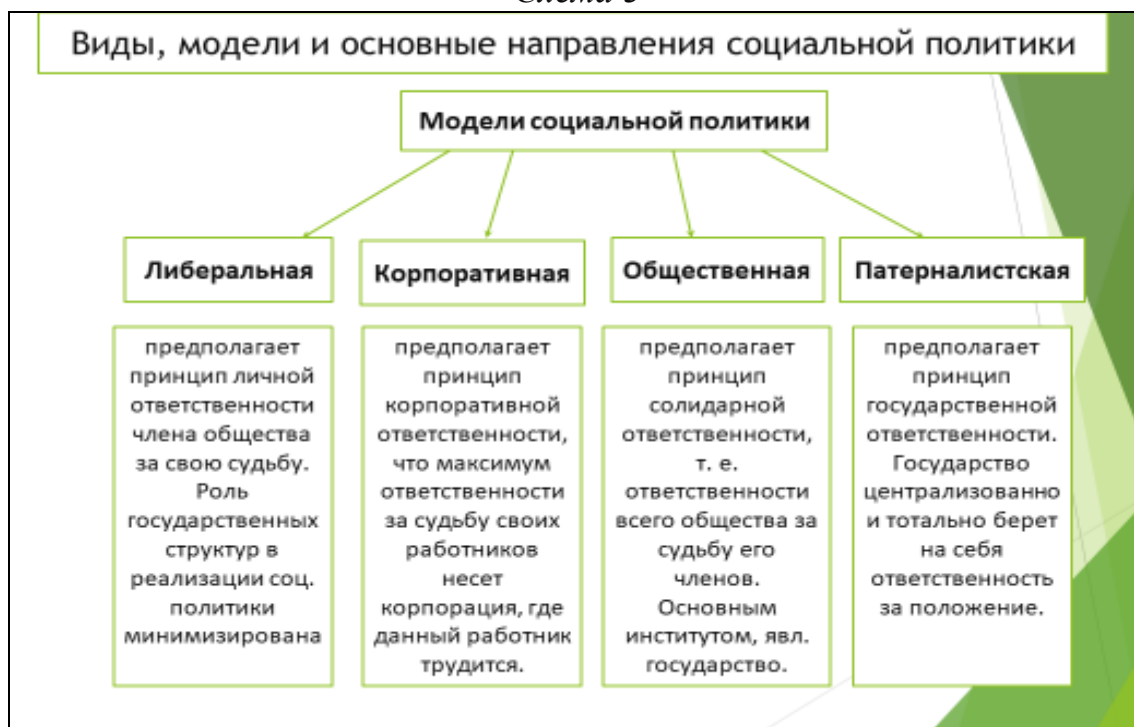 Схема 3
Виды, модели и основные направления социальной политики
Модели социальной политики
Либеральная
предполагает
принцип личной
ответственности
члена общества
за свою судьбу.
Роль
государственных
структур в
реализации соц.
политики
минимизирована
Корпоративная
предполагает
принцип
корпоративной
ответственности,
что максимум
ответственности
за судьбу своих
работников
несет
корпорация, где
данный работник
трудится.
Общественная
предполагает
принцип
солидарной
ответственности,
т. е.
ответственности
всего общества за
судьбу его
членов.
Основным
институтом, явл.
государство.
Патерналистская
предполагает
принцип
государственной
ответственности.
Государство
централизованно
и тотально берет
на себя
ответственность
за положение.